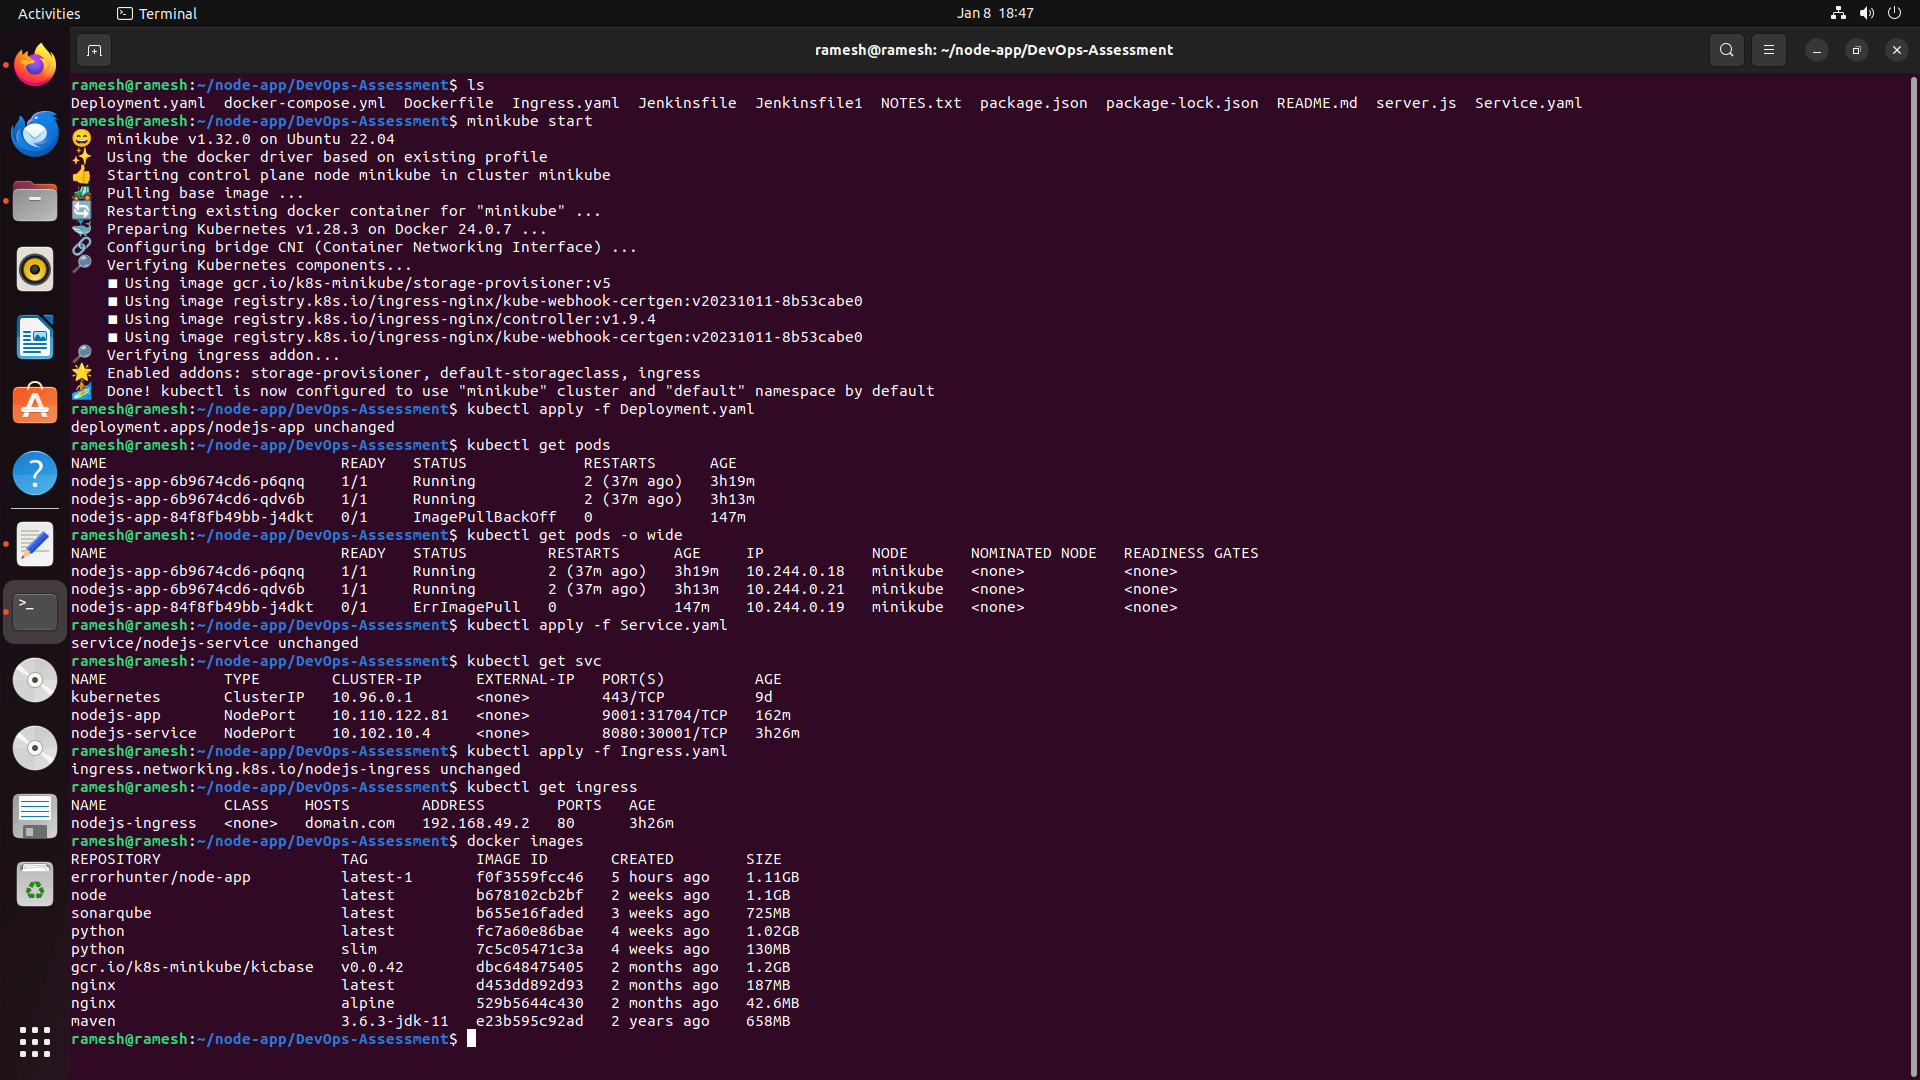 Activities Terminal Jan 8 18:47
ramesh@ramesh: ~/node-app/DevOps-Assessment
ramesh@ramesh:~/node-app/DevOps-Assessment$ ls
Deployment.yaml docker-compose.yml Dockerfile Ingress.yaml Jenkinsfile Jenkinsfile1 NOTES.txt package.json package-lock.json README.md server.js Service.yaml
ramesh@ramesh:~/node-app/DevOps-Assessment$ minikube start
😄 minikube v1.32.0 on Ubuntu 22.04
✨ Using the docker driver based on existing profile
👍 Starting control plane node minikube in cluster minikube
🚜 Pulling base image ...
🔄 Restarting existing docker container for "minikube" ...
🐳 Preparing Kubernetes v1.28.3 on Docker 24.0.7 ...
🔗 Configuring bridge CNI (Container Networking Interface) ...
🔎 Verifying Kubernetes components...
■ Using image gcr.io/k8s-minikube/storage-provisioner:v5
■ Using image registry.k8s.io/ingress-nginx/kube-webhook-certgen:v20231011-8b53cabe0
■ Using image registry.k8s.io/ingress-nginx/controller:v1.9.4
■ Using image registry.k8s.io/ingress-nginx/kube-webhook-certgen:v20231011-8b53cabe0
🔎 Verifying ingress addon...
🌟 Enabled addons: storage-provisioner, default-storageclass, ingress
🏄 Done! kubectl is now configured to use "minikube" cluster and "default" namespace by default
ramesh@ramesh:~/node-app/DevOps-Assessment$ kubectl apply -f Deployment.yaml
deployment.apps/nodejs-app unchanged
ramesh@ramesh:~/node-app/DevOps-Assessment$ kubectl get pods
NAME READY STATUS RESTARTS AGE
nodejs-app-6b9674cd6-p6qnq 1/1 Running 2 (37m ago) 3h19m
nodejs-app-6b9674cd6-qdv6b 1/1 Running 2 (37m ago) 3h13m
nodejs-app-84f8fb49bb-j4dkt 0/1 ImagePullBackOff 0 147m
ramesh@ramesh:~/node-app/DevOps-Assessment$ kubectl get pods -o wide
NAME READY STATUS RESTARTS AGE IP NODE NOMINATED NODE READINESS GATES
nodejs-app-6b9674cd6-p6qnq 1/1 Running 2 (37m ago) 3h19m 10.244.0.18 minikube <none> <none>
nodejs-app-6b9674cd6-qdv6b 1/1 Running 2 (37m ago) 3h13m 10.244.0.21 minikube <none> <none>
nodejs-app-84f8fb49bb-j4dkt 0/1 ErrImagePull 0 147m 10.244.0.19 minikube <none> <none>
ramesh@ramesh:~/node-app/DevOps-Assessment$ kubectl apply -f Service.yaml
service/nodejs-service unchanged
ramesh@ramesh:~/node-app/DevOps-Assessment$ kubectl get svc
NAME TYPE CLUSTER-IP EXTERNAL-IP PORT(S) AGE
kubernetes ClusterIP 10.96.0.1 <none> 443/TCP 9d
nodejs-app NodePort 10.110.122.81 <none> 9001:31704/TCP 162m
nodejs-service NodePort 10.102.10.4 <none> 8080:30001/TCP 3h26m
ramesh@ramesh:~/node-app/DevOps-Assessment$ kubectl apply -f Ingress.yaml
ingress.networking.k8s.io/nodejs-ingress unchanged
ramesh@ramesh:~/node-app/DevOps-Assessment$ kubectl get ingress
NAME CLASS HOSTS ADDRESS PORTS AGE
nodejs-ingress <none> domain.com 192.168.49.2 80 3h26m
ramesh@ramesh:~/node-app/DevOps-Assessment$ docker images
REPOSITORY TAG IMAGE ID CREATED SIZE
errorhunter/node-app latest-1 f0f3559fcc46 5 hours ago 1.11GB
node latest b678102cb2bf 2 weeks ago 1.1GB
sonarqube latest b655e16faded 3 weeks ago 725MB
python latest fc7a60e86bae 4 weeks ago 1.02GB
python slim 7c5c05471c3a 4 weeks ago 130MB
gcr.io/k8s-minikube/kicbase v0.0.42 dbc648475405 2 months ago 1.2GB
nginx latest d453dd892d93 2 months ago 187MB
nginx alpine 529b5644c430 2 months ago 42.6MB
maven 3.6.3-jdk-11 e23b595c92ad 2 years ago 658MB
ramesh@ramesh:~/node-app/DevOps-Assessment$